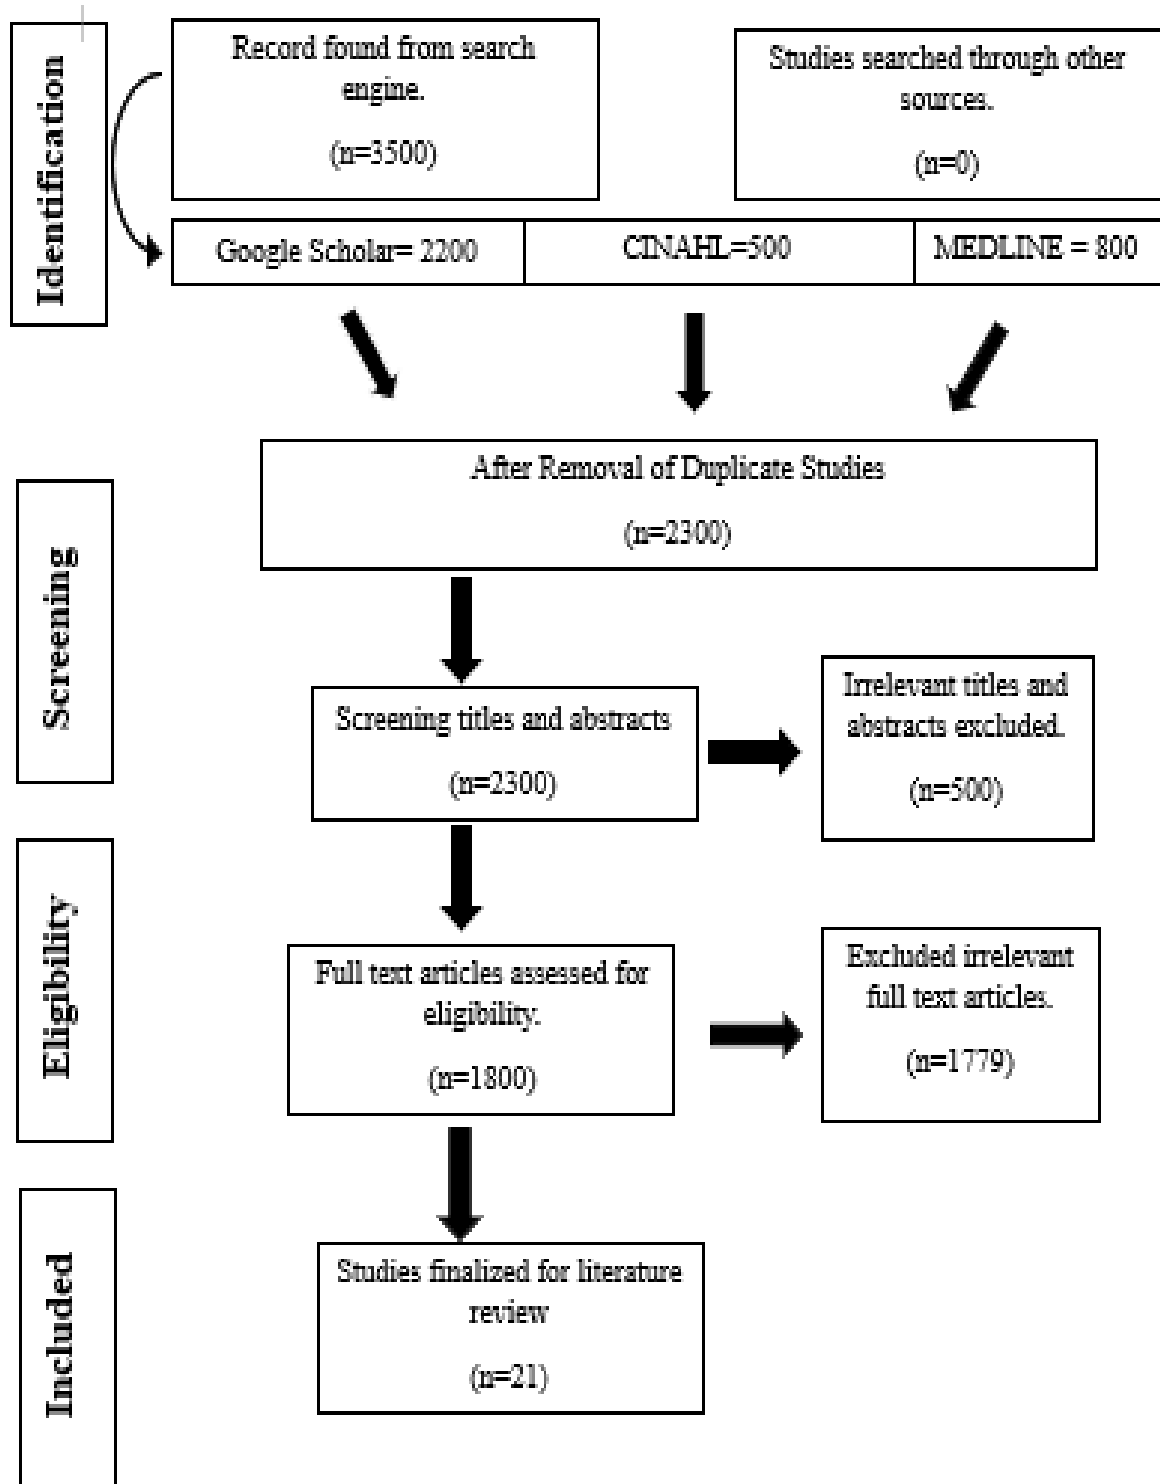 Identification
Record found from search
engine.
(n=3500)
Studies searched through other
sources.
(n=0)
Google Scholar= 2200
CINAHL=500
MEDLINE = 800
Screening
After Removal of Duplicate Studies
(n=2300)
Screening titles and abstracts
(n=2300)
Irrelevant titles and
abstracts excluded.
(n=500)
Eligibility
Full text articles assessed for
eligibility.
(n=1800)
Excluded irrelevant
full text articles.
(n=1779)
Included
Studies finalized for literature
review
(n=21)